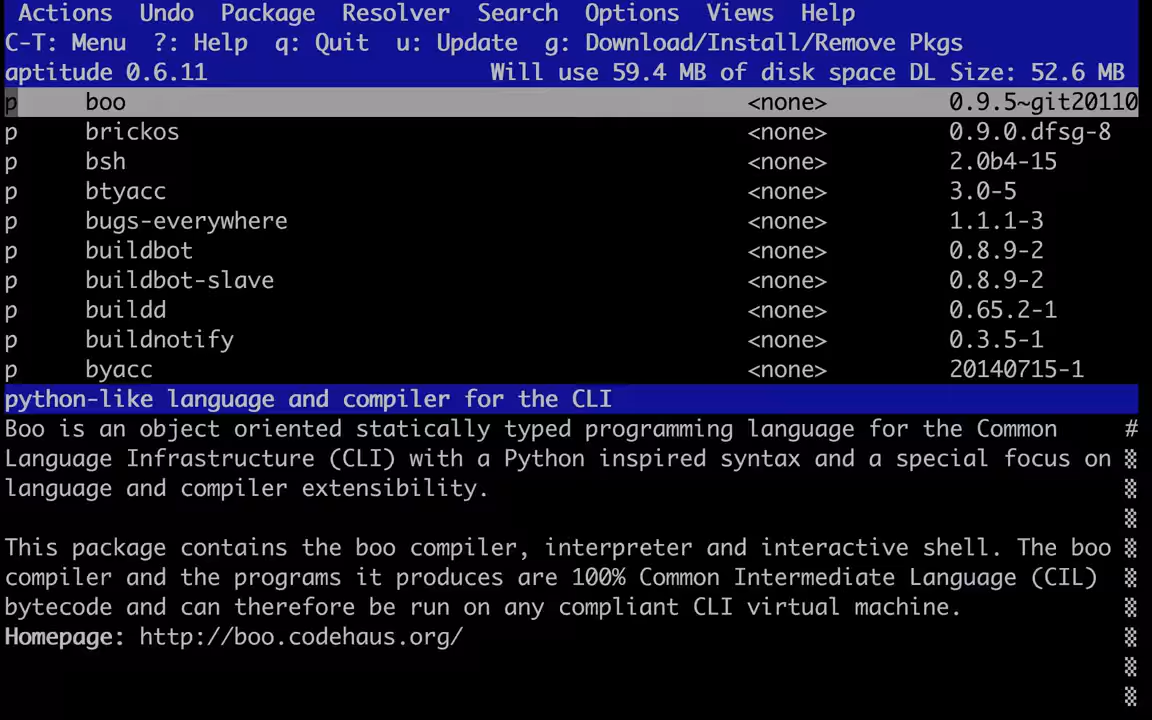 Actions Undo Package Resolver Search Options Views Help
C-T: Menu ?: Help q: Quit u: Update g: Download/Install/Remove Pkgs
aptitude 0.6.11 Will use 59.4 MB of disk space DL Size: 52.6 MB
p boo <none> 0.9.5~git20110
p brickos <none> 0.9.0.dfsg-8
p bsh <none> 2.0b4-15
p btyacc <none> 3.0-5
p bugs-everywhere <none> 1.1.1-3
p buildbot <none> 0.8.9-2
p buildbot-slave <none> 0.8.9-2
p buildd <none> 0.65.2-1
p buildnotify <none> 0.3.5-1
p byacc <none> 20140715-1
python-like language and compiler for the CLI
Boo is an object oriented statically typed programming language for the Common #
Language Infrastructure (CLI) with a Python inspired syntax and a special focus on
language and compiler extensibility.
This package contains the boo compiler, interpreter and interactive shell. The boo
compiler and the programs it produces are 100% Common Intermediate Language (CIL)
bytecode and can therefore be run on any compliant CLI virtual machine.
Homepage: http://boo.codehaus.org/